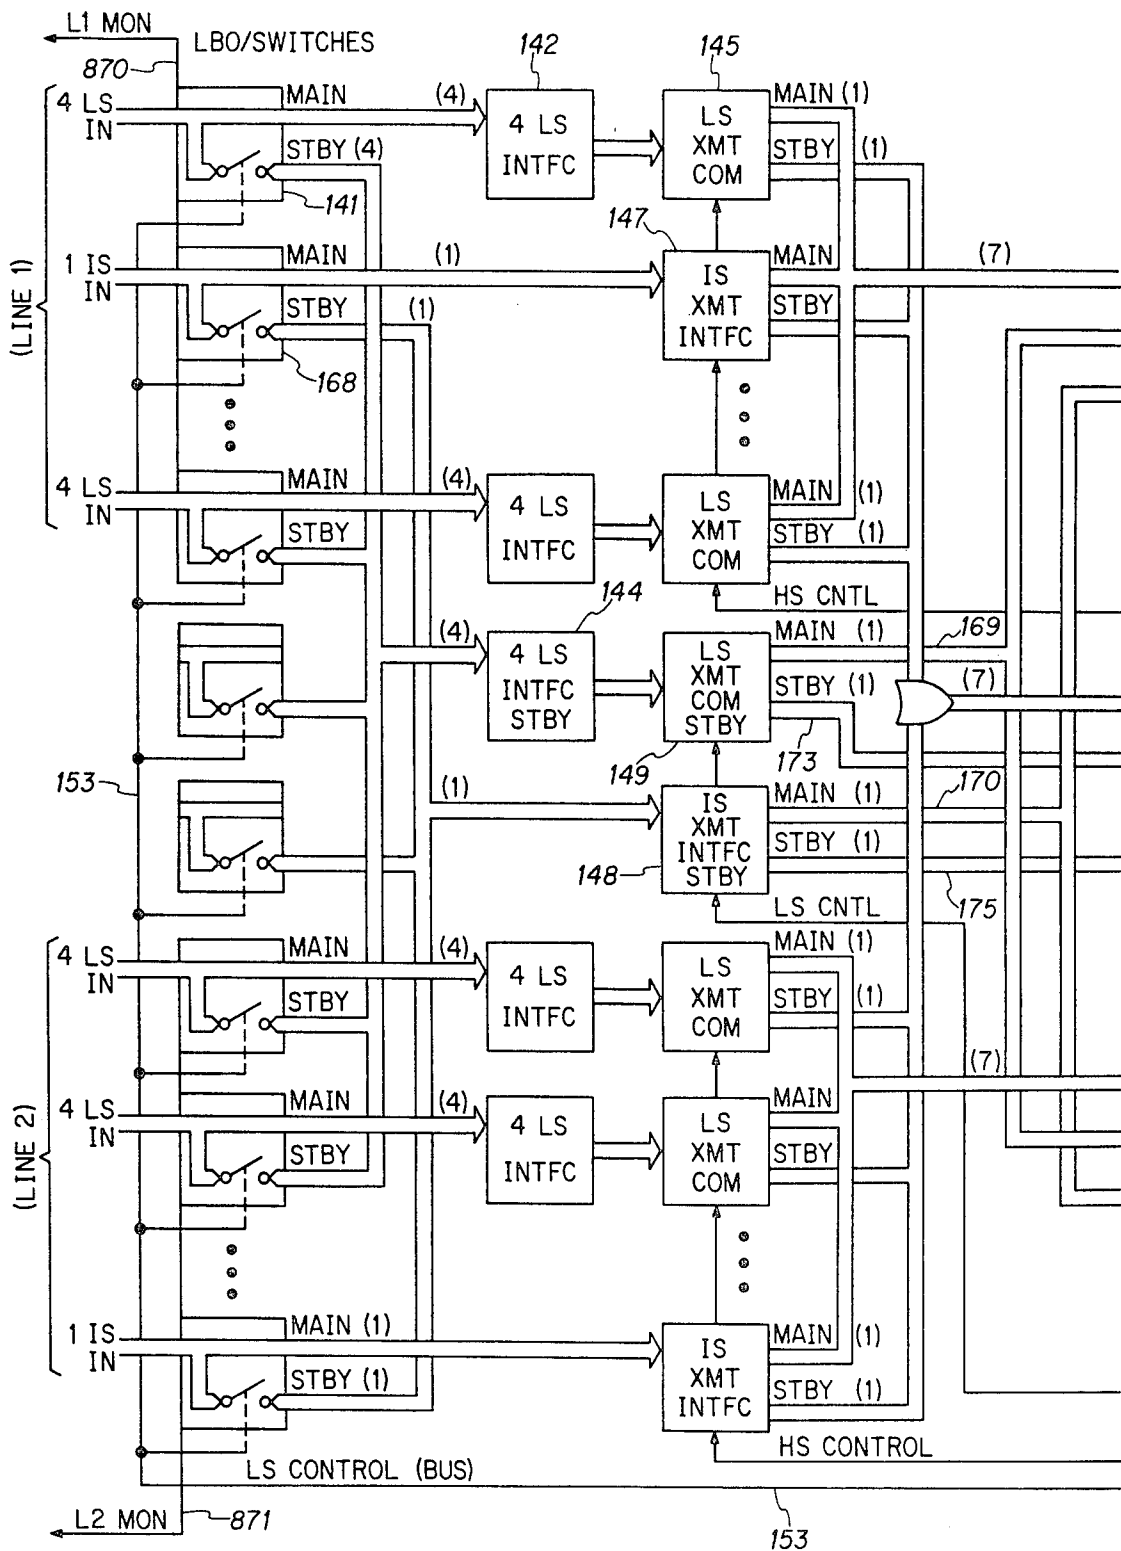 L1 MON
LBO/SWITCHES
870
142
145
(LINE 1)
4 LS
IN
MAIN
(4)
STBY (4)
141
4 LS
INTFC
LS
XMT
COM
MAIN (1)
STBY (1)
147
1 IS
IN
MAIN
(1)
STBY
(1)
168
IS
XMT
INTFC
MAIN
STBY
(7)
4 LS
IN
MAIN
(4)
STBY
4 LS
INTFC
LS
XMT
COM
MAIN (1)
STBY (1)
HS CNTL
144
(4)
4 LS
INTFC
STBY
LS
XMT
COM
STBY
MAIN (1)
169
STBY (1)
(7)
149
173
153
(1)
IS
XMT
INTFC
STBY
148
MAIN (1)
170
STBY (1)
175
LS CNTL
(LINE 2)
4 LS
IN
MAIN
(4)
STBY
4 LS
INTFC
LS
XMT
COM
MAIN (1)
STBY (1)
(7)
4 LS
IN
MAIN
(4)
STBY
4 LS
INTFC
LS
XMT
COM
MAIN
STBY
1 IS
IN
MAIN (1)
STBY (1)
IS
XMT
INTFC
MAIN (1)
STBY (1)
HS CONTROL
LS CONTROL (BUS)
L2 MON
871
153